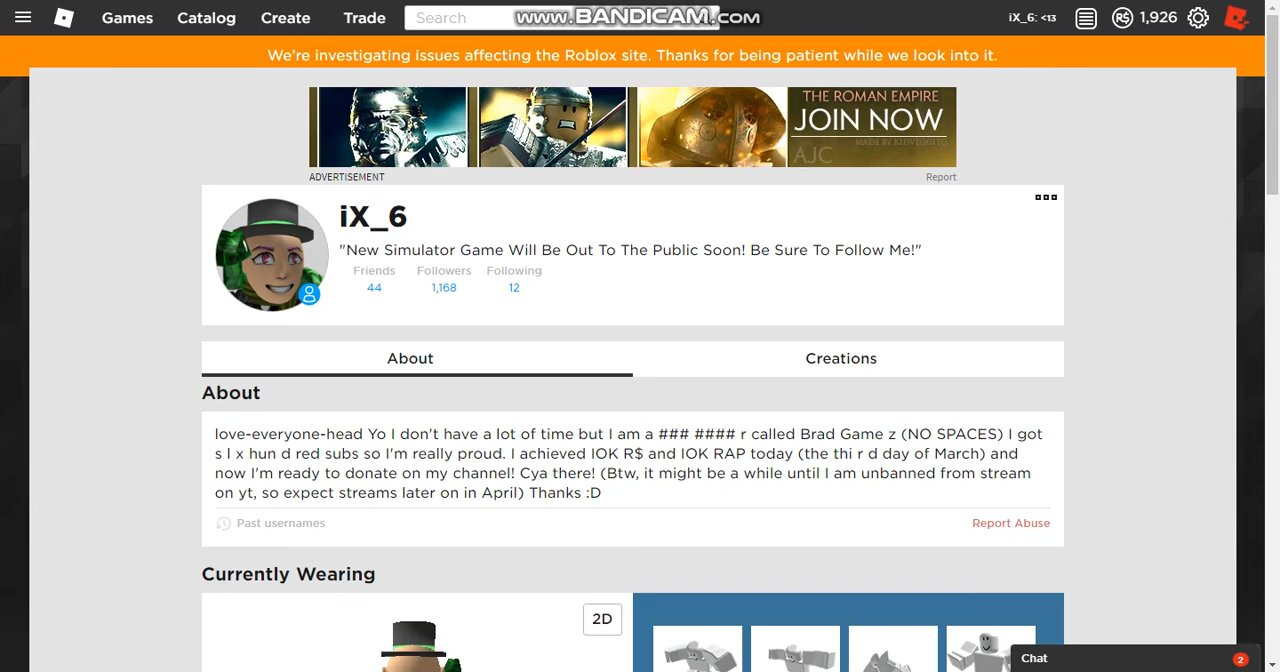 Games Catalog Create Trade Search www.BANDICAM.COM iX_6: <13 R$ 1,926
We're investigating issues affecting the Roblox site. Thanks for being patient while we look into it.
THE ROMAN EMPIRE
JOIN NOW
MADE BY KIDVEGGITO
AJC
ADVERTISEMENT Report
iX_6
"New Simulator Game Will Be Out To The Public Soon! Be Sure To Follow Me!"
Friends Followers Following
44 1,168 12
About Creations
About
love-everyone-head Yo I don't have a lot of time but I am a ### #### r called Brad Game z (NO SPACES) I got
s I x hun d red subs so I'm really proud. I achieved IOK R$ and IOK RAP today (the thi r d day of March) and
now I'm ready to donate on my channel! Cya there! (Btw, it might be a while until I am unbanned from stream
on yt, so expect streams later on in April) Thanks :D
Past usernames Report Abuse
Currently Wearing
2D
Chat 2